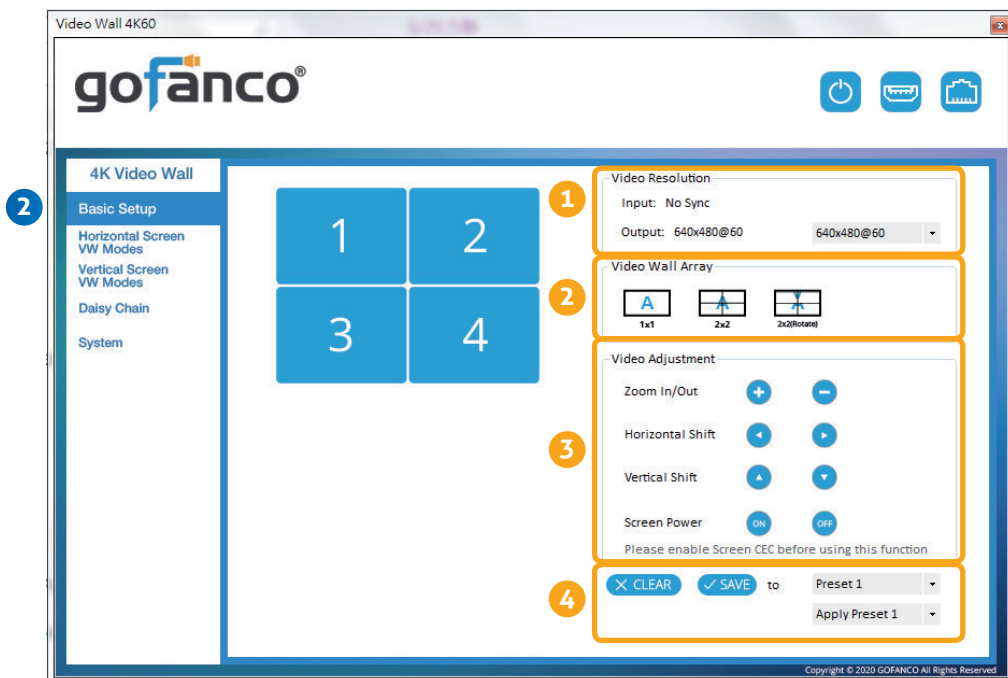 Video Wall 4K60
gofanco®
4K Video Wall
2
Basic Setup
Horizontal Screen
VW Modes
Vertical Screen
VW Modes
Daisy Chain
System
1
2
3
4
1
Video Resolution
Input: No Sync
Output: 640x480@60
640x480@60
2
Video Wall Array
A
A
A
1x1
2x2
2x2(Rotate)
3
Video Adjustment
Zoom In/Out
Horizontal Shift
Vertical Shift
Screen Power
ON
OFF
Please enable Screen CEC before using this function
4
CLEAR
SAVE
to
Preset 1
Apply Preset 1
Copyright © 2020 GOFANCO All Rights Reserved